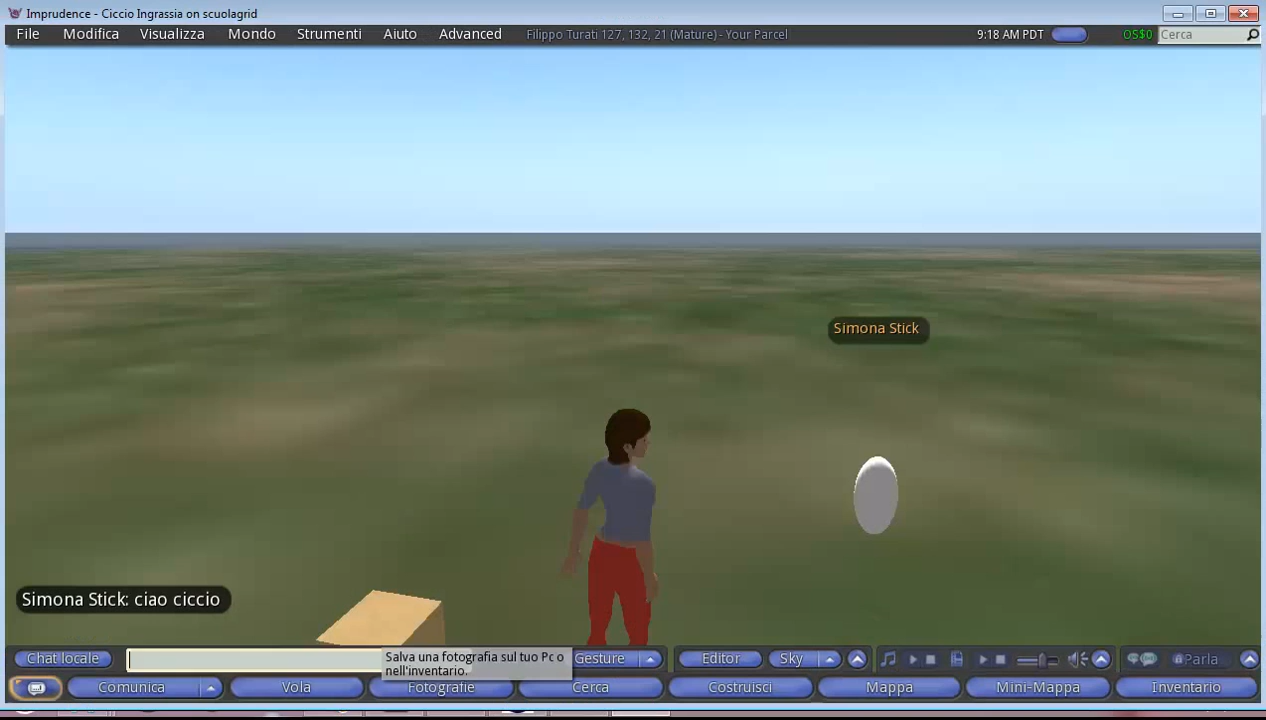 Imprudence - Ciccio Ingrassia on scuolagrid
File Modifica Visualizza Mondo Strumenti Aiuto Advanced Filippo Turati 127, 132, 21 (Mature) - Your Parcel 9:18 AM PDT OS$0 Cerca
Simona Stick
Simona Stick: ciao ciccio
Chat locale Gesture Editor Sky Parla
Salva una fotografia sul tuo Pc o
nell'inventario.
Comunica Vola Fotografie Cerca Costruisci Mappa Mini-Mappa Inventario